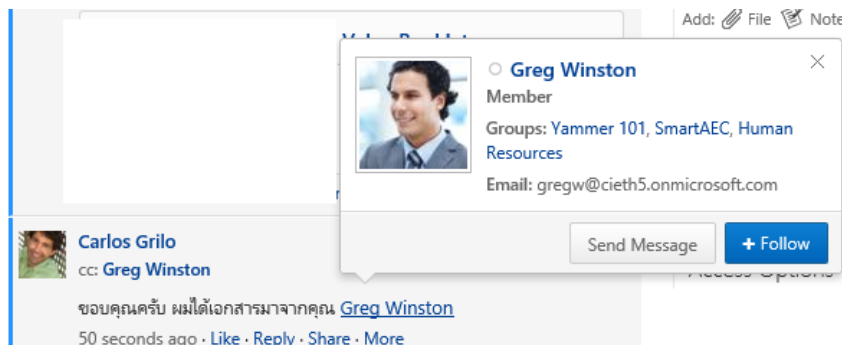 Add: File Note
Greg Winston
Member
Groups: Yammer 101, SmartAEC, Human
Resources
Email: gregw@cieth5.onmicrosoft.com
Send Message + Follow
Carlos Grilo
cc: Greg Winston
ขอบคุณครับ ผมได้เอกสารมาจากคุณ Greg Winston
50 seconds ago · Like · Reply · Share · More
Access Options